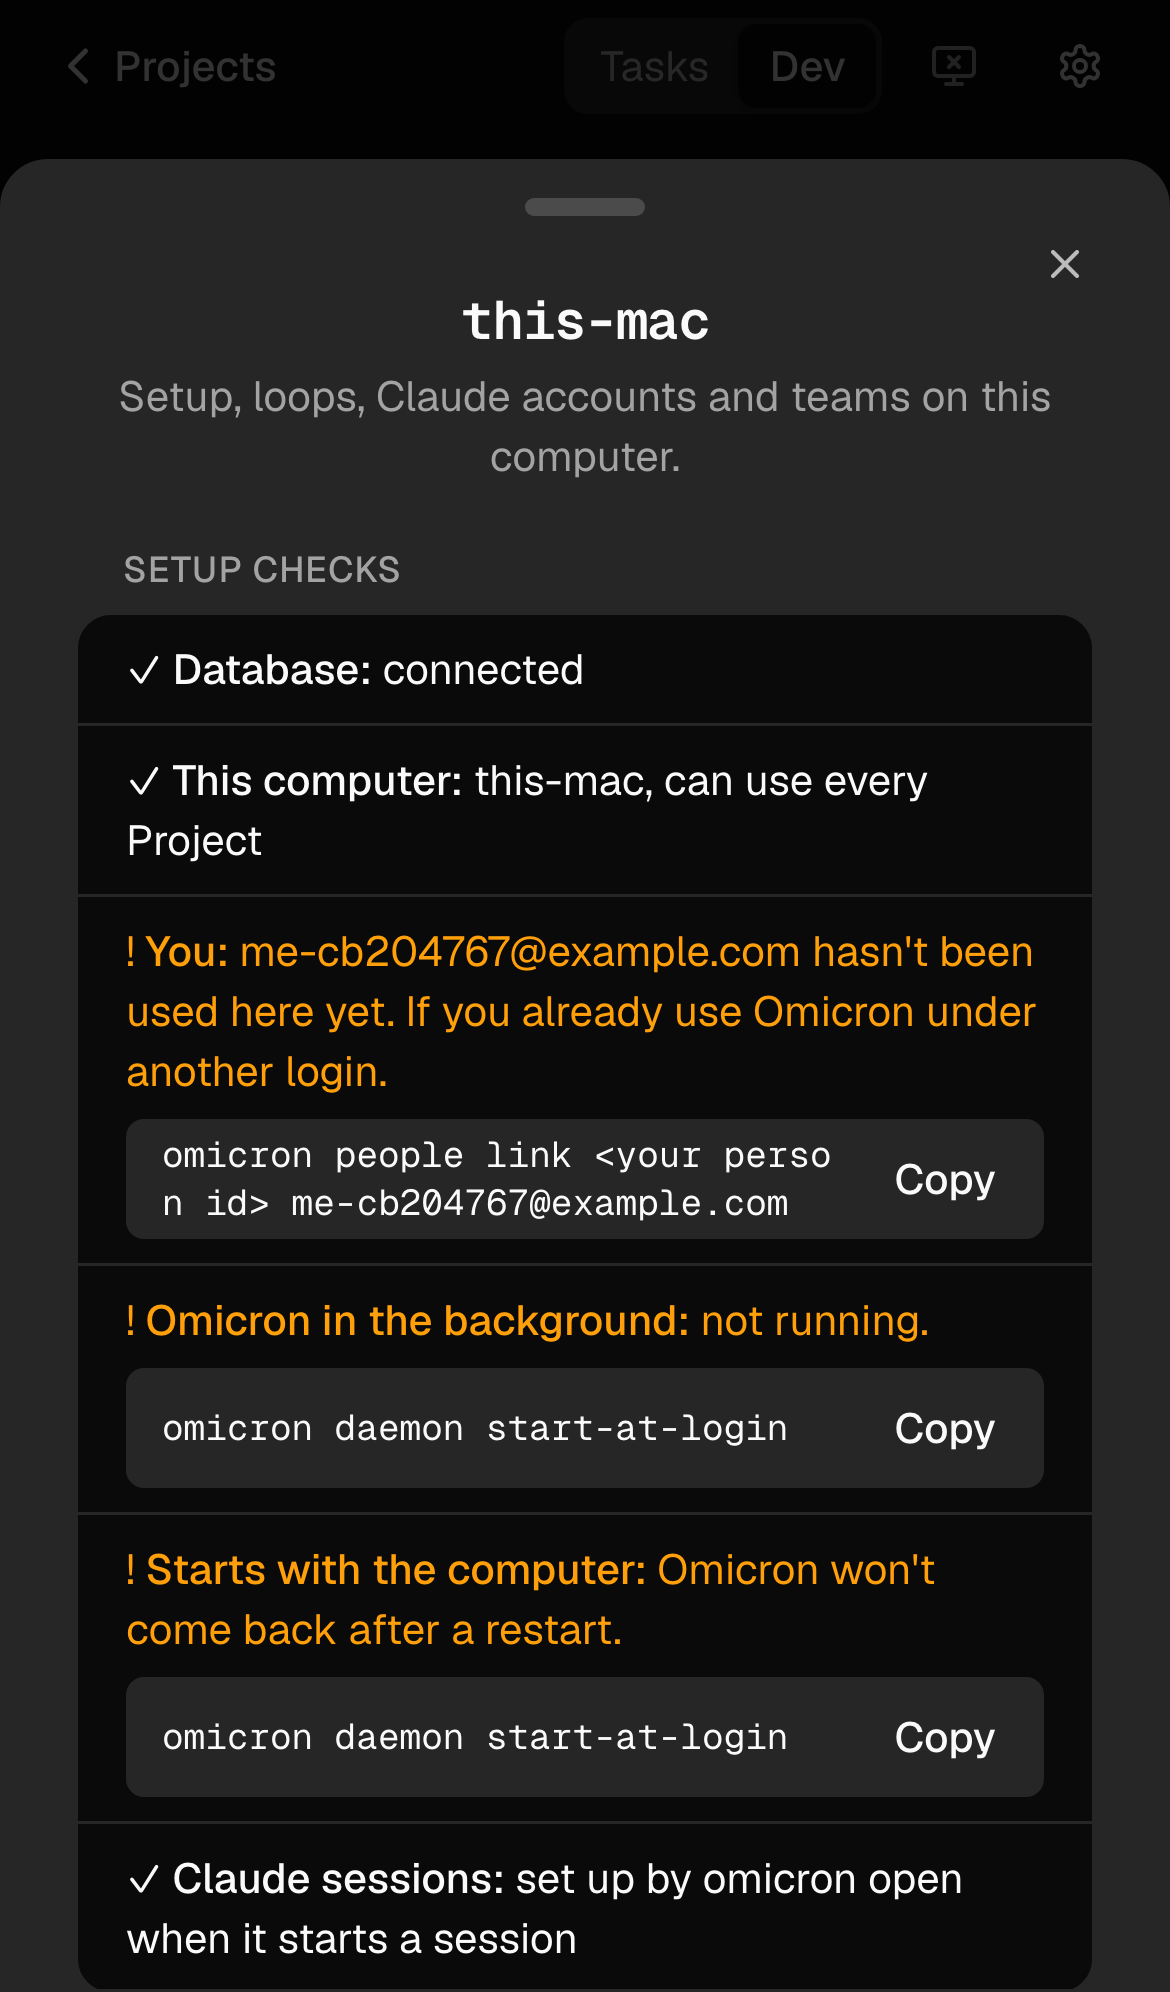 Projects
Tasks
Dev
this-mac
Setup, loops, Claude accounts and teams on this
computer.
SETUP CHECKS
✓ Database: connected
✓ This computer: this-mac, can use every
Project
! You: me-cb204767@example.com hasn't been
used here yet. If you already use Omicron under
another login.
omicron people link <your perso
n id> me-cb204767@example.com
Copy
! Omicron in the background: not running.
omicron daemon start-at-login
Copy
! Starts with the computer: Omicron won't
come back after a restart.
omicron daemon start-at-login
Copy
✓ Claude sessions: set up by omicron open
when it starts a session